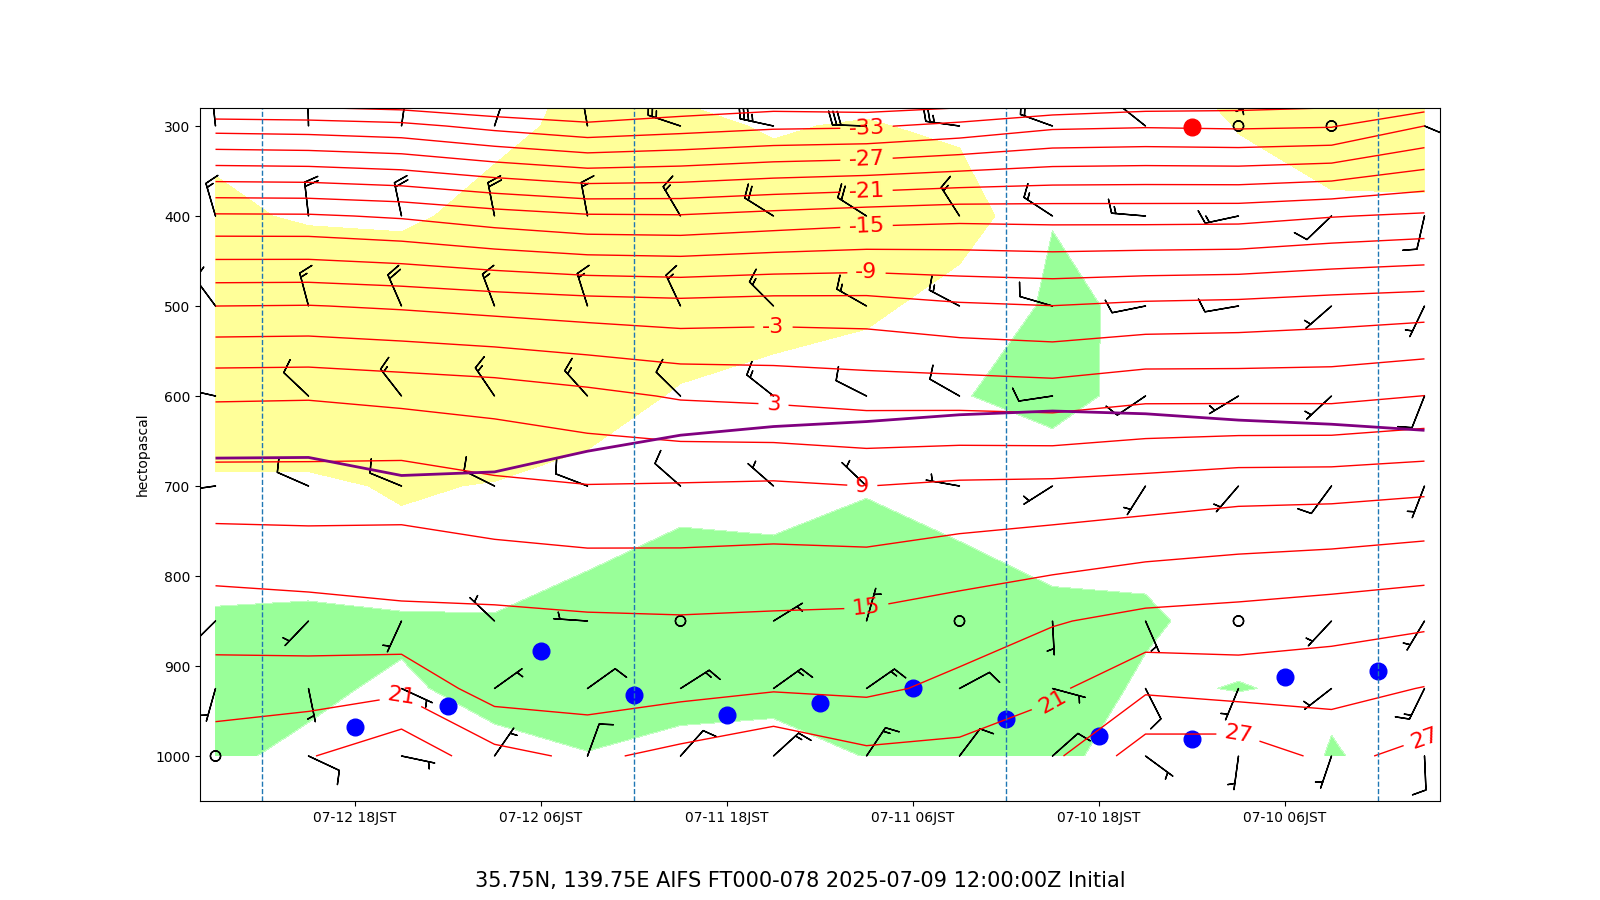 300
400
500
600
700
800
900
1000
hectopascal
-33
-27
-21
-15
-9
-3
3
9
15
21
21
27
27
07-12 18JST
07-12 06JST
07-11 18JST
07-11 06JST
07-10 18JST
07-10 06JST
35.75N, 139.75E AIFS FT000-078 2025-07-09 12:00:00Z Initial